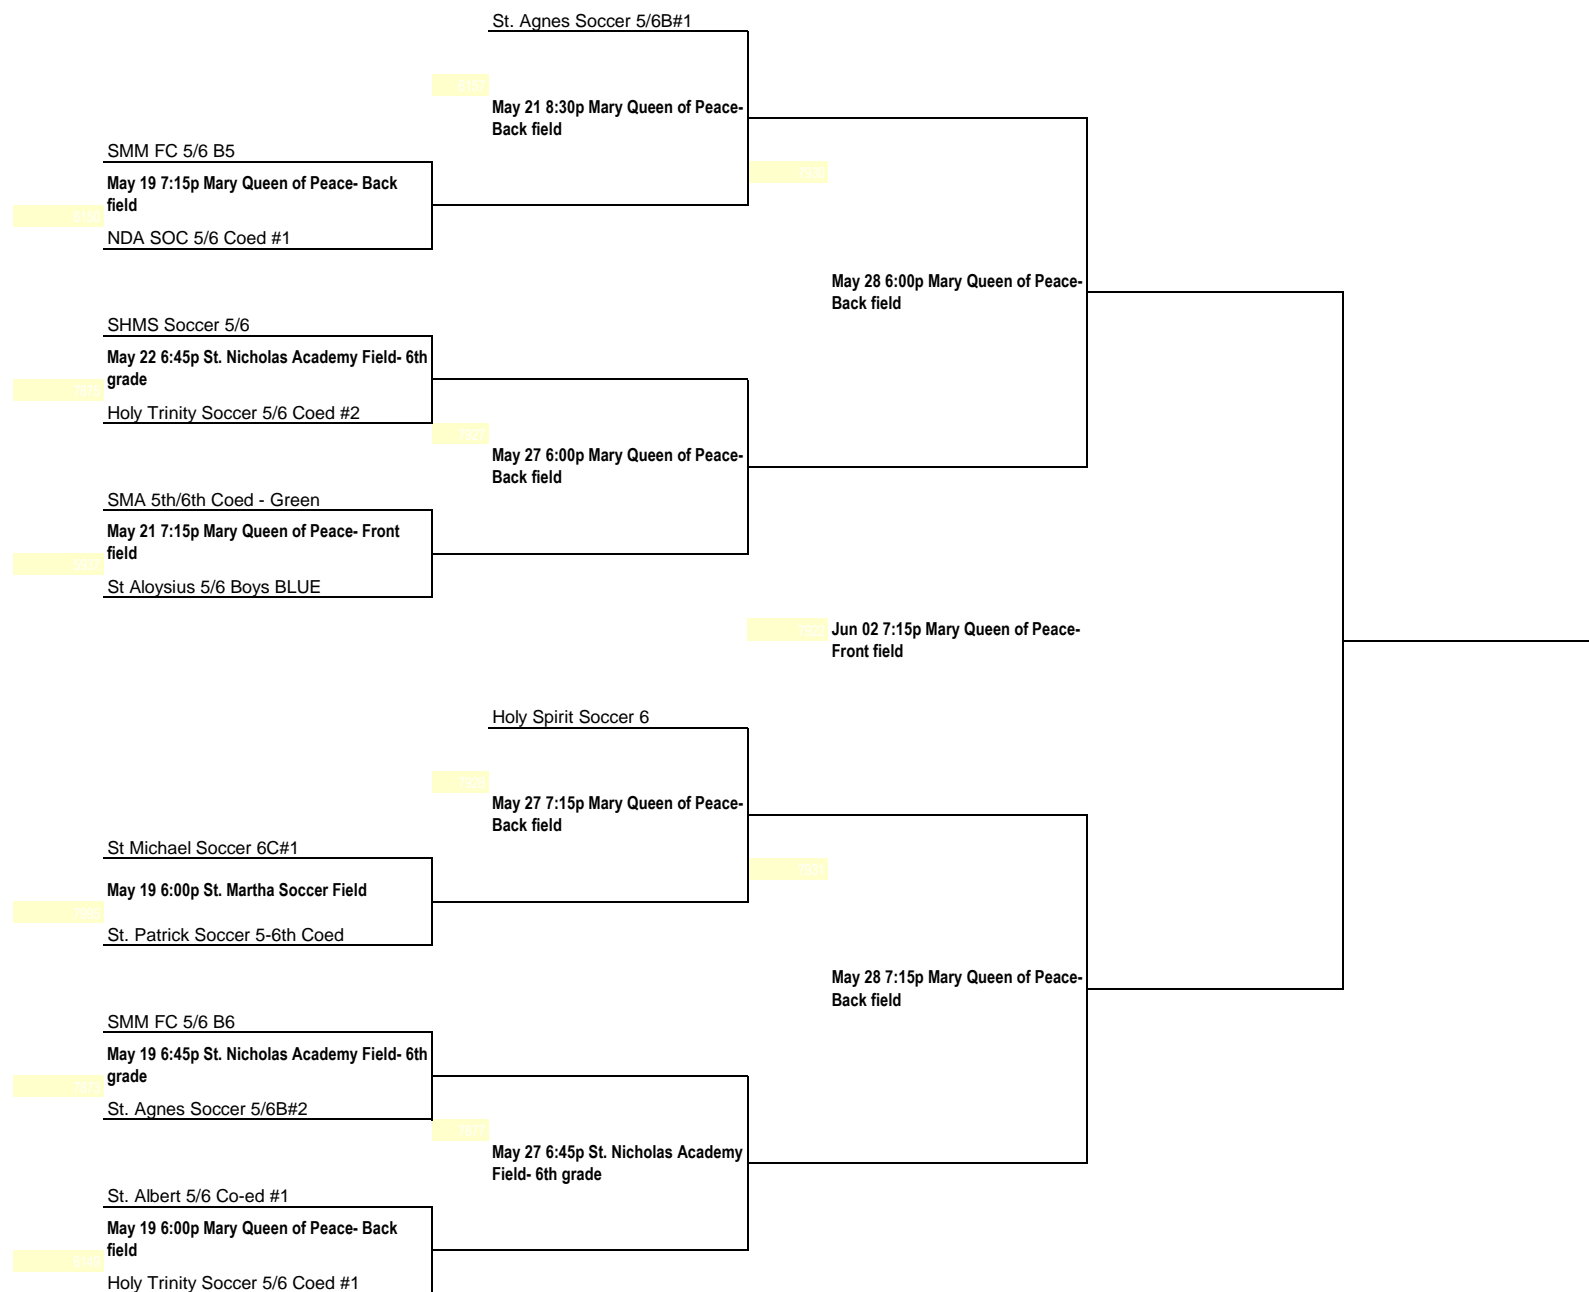 St. Agnes Soccer 5/6B#1
May 21 8:30p Mary Queen of Peace-
Back field
SMM FC 5/6 B5
May 19 7:15p Mary Queen of Peace- Back
field
NDA SOC 5/6 Coed #1
May 28 6:00p Mary Queen of Peace-
Back field
SHMS Soccer 5/6
May 22 6:45p St. Nicholas Academy Field- 6th
grade
Holy Trinity Soccer 5/6 Coed #2
May 27 6:00p Mary Queen of Peace-
Back field
SMA 5th/6th Coed - Green
May 21 7:15p Mary Queen of Peace- Front
field
St Aloysius 5/6 Boys BLUE
Jun 02 7:15p Mary Queen of Peace-
Front field
Holy Spirit Soccer 6
May 27 7:15p Mary Queen of Peace-
Back field
St Michael Soccer 6C#1
May 19 6:00p St. Martha Soccer Field
St. Patrick Soccer 5-6th Coed
May 28 7:15p Mary Queen of Peace-
Back field
SMM FC 5/6 B6
May 19 6:45p St. Nicholas Academy Field- 6th
grade
St. Agnes Soccer 5/6B#2
May 27 6:45p St. Nicholas Academy
Field- 6th grade
St. Albert 5/6 Co-ed #1
May 19 6:00p Mary Queen of Peace- Back
field
Holy Trinity Soccer 5/6 Coed #1